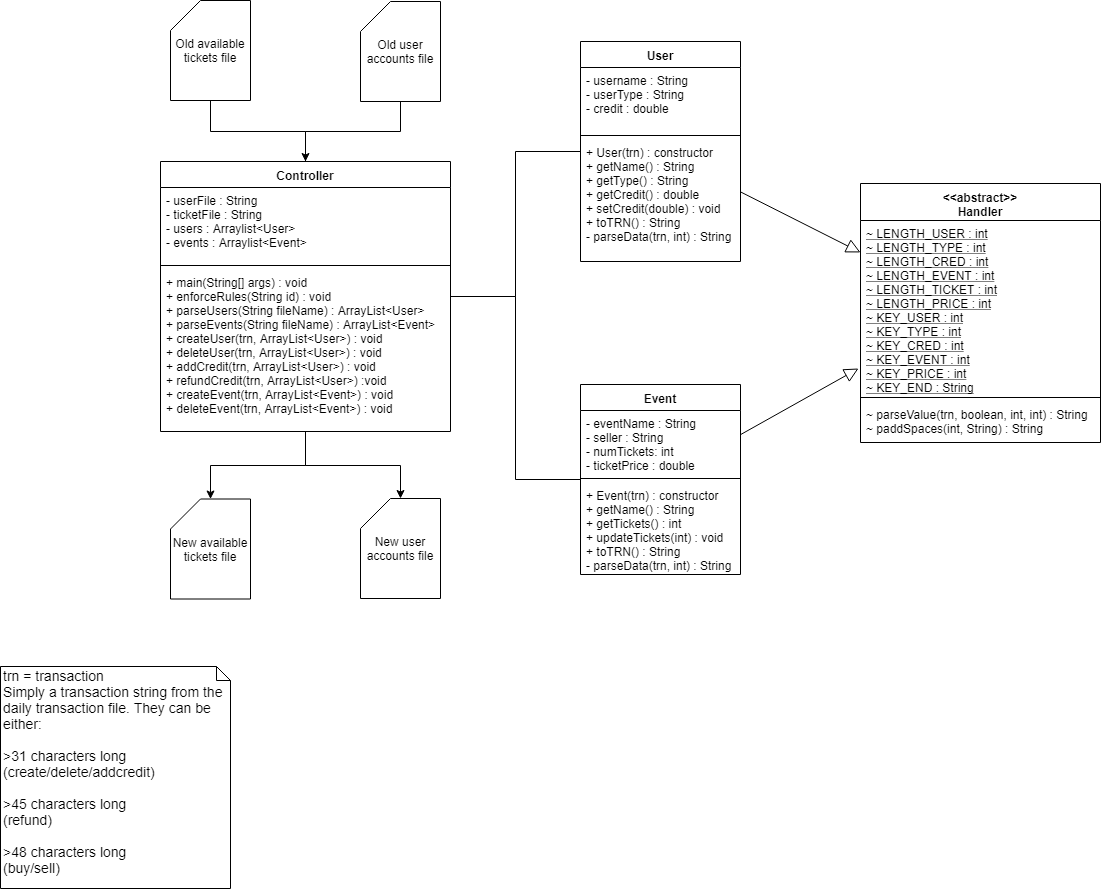 Old available
tickets file
Old user
accounts file
Controller
- userFile : String
- ticketFile : String
- users : Arraylist<User>
- events : Arraylist<Event>
+ main(String[] args) : void
+ enforceRules(String id) : void
+ parseUsers(String fileName) : ArrayList<User>
+ parseEvents(String fileName) : ArrayList<Event>
+ createUser(trn, ArrayList<User>) : void
+ deleteUser(trn, ArrayList<User>) : void
+ addCredit(trn, ArrayList<User>) : void
+ refundCredit(trn, ArrayList<User>) :void
+ createEvent(trn, ArrayList<Event>) : void
+ deleteEvent(trn, ArrayList<Event>) : void
New available
tickets file
New user
accounts file
User
- username : String
- userType : String
- credit : double
+ User(trn) : constructor
+ getName() : String
+ getType() : String
+ getCredit() : double
+ setCredit(double) : void
+ toTRN() : String
- parseData(trn, int) : String
Event
- eventName : String
- seller : String
- numTickets: int
- ticketPrice : double
+ Event(trn) : constructor
+ getName() : String
+ getTickets() : int
+ updateTickets(int) : void
+ toTRN() : String
- parseData(trn, int) : String
<<abstract>>
Handler
~ LENGTH_USER : int
~ LENGTH_TYPE : int
~ LENGTH_CRED : int
~ LENGTH_EVENT : int
~ LENGTH_TICKET : int
~ LENGTH_PRICE : int
~ KEY_USER : int
~ KEY_TYPE : int
~ KEY_CRED : int
~ KEY_EVENT : int
~ KEY_PRICE : int
~ KEY_END : String
~ parseValue(trn, boolean, int, int) : String
~ paddSpaces(int, String) : String
trn = transaction
Simply a transaction string from the
daily transaction file. They can be
either:
>31 characters long
(create/delete/addcredit)
>45 characters long
(refund)
>48 characters long
(buy/sell)